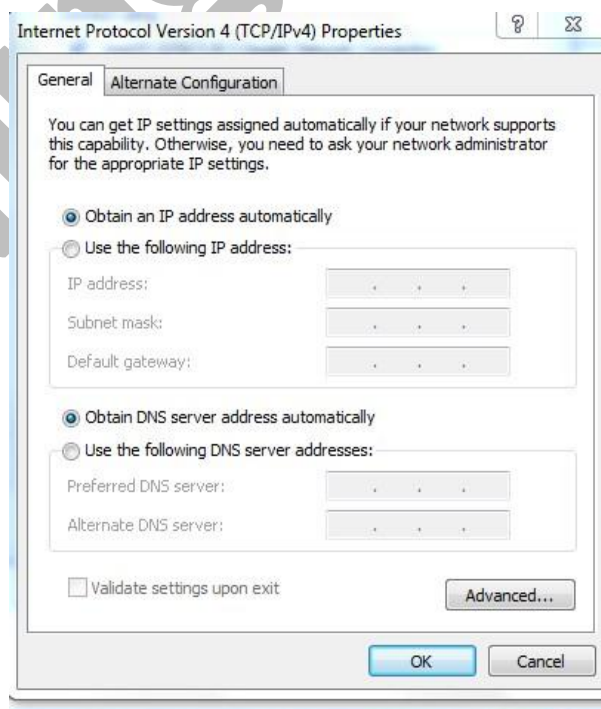 Internet Protocol Version 4 (TCP/IPv4) Properties
General
Alternate Configuration
You can get IP settings assigned automatically if your network supports
this capability. Otherwise, you need to ask your network administrator
for the appropriate IP settings.
Obtain an IP address automatically
Use the following IP address:
IP address:
Subnet mask:
Default gateway:
Obtain DNS server address automatically
Use the following DNS server addresses:
Preferred DNS server:
Alternate DNS server:
Validate settings upon exit
Advanced...
OK
Cancel